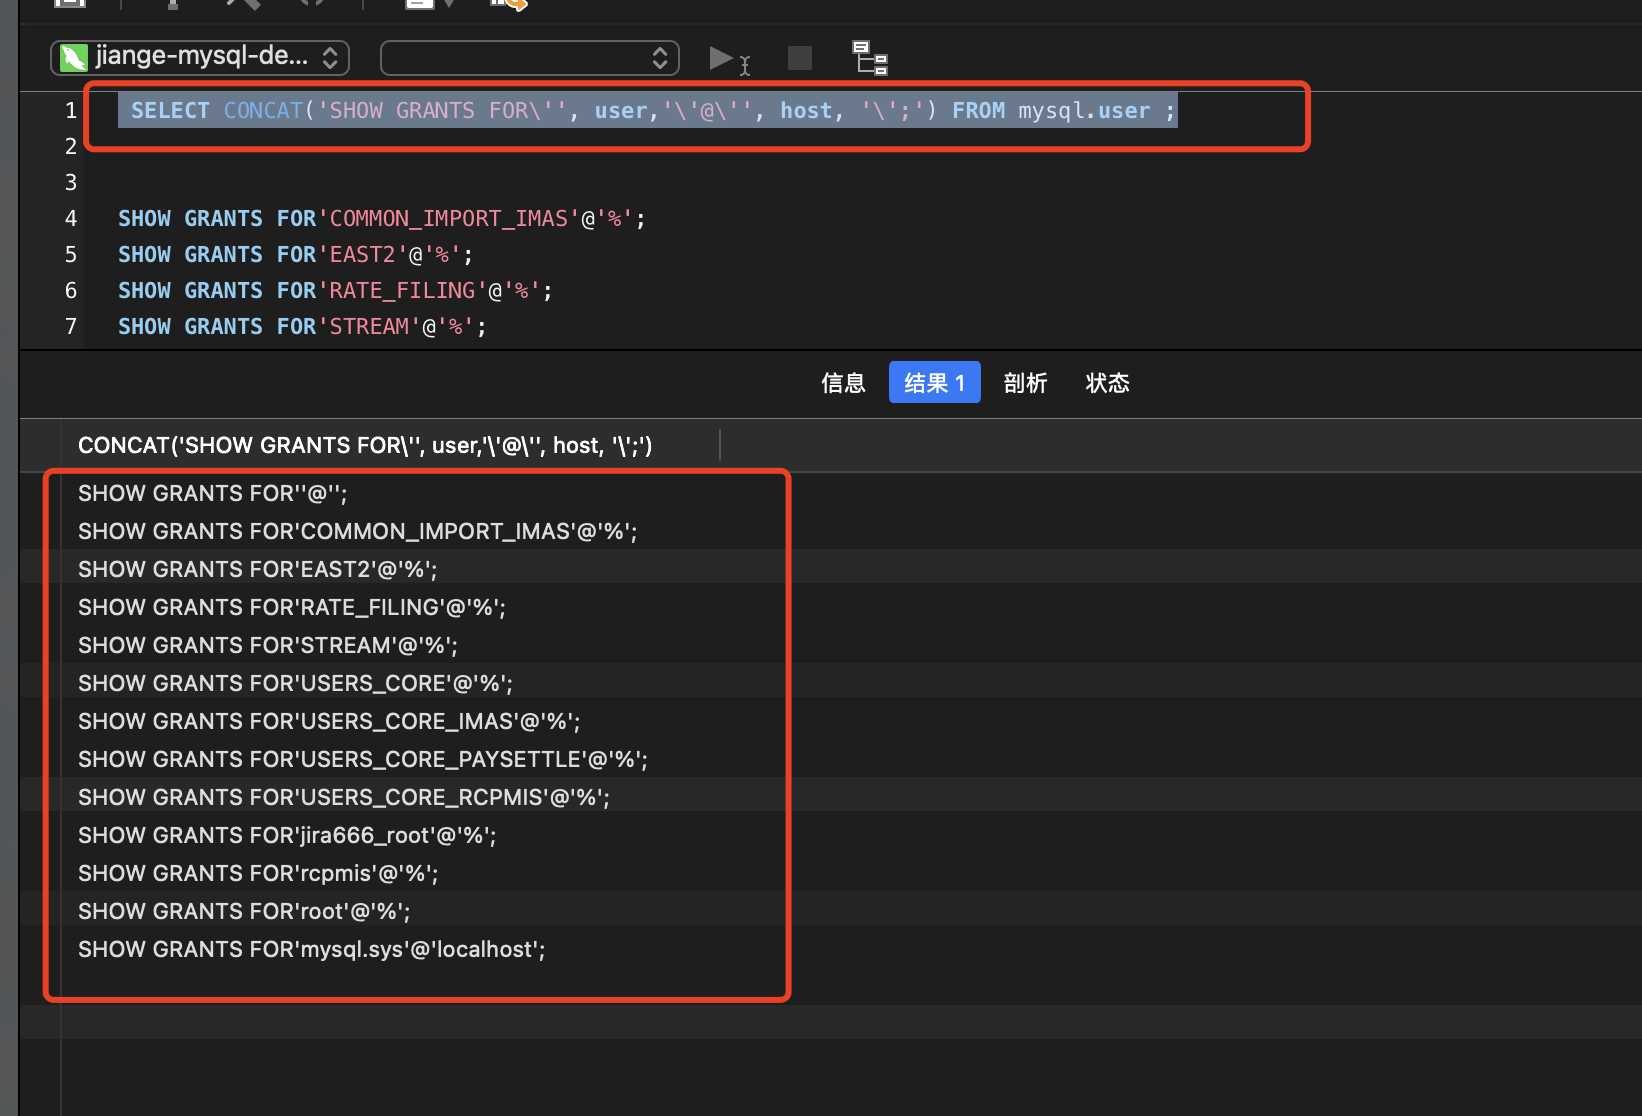 jiange-mysql-de...
1 SELECT CONCAT('SHOW GRANTS FOR\'', user,'\'@\'', host, '\';') FROM mysql.user ;
2
3
4 SHOW GRANTS FOR'COMMON_IMPORT_IMAS'@'%';
5 SHOW GRANTS FOR'EAST2'@'%';
6 SHOW GRANTS FOR'RATE_FILING'@'%';
7 SHOW GRANTS FOR'STREAM'@'%';
信息 结果 1 剖析 状态
CONCAT('SHOW GRANTS FOR\'', user,'\'@\'', host, '\';')
SHOW GRANTS FOR''@'';
SHOW GRANTS FOR'COMMON_IMPORT_IMAS'@'%';
SHOW GRANTS FOR'EAST2'@'%';
SHOW GRANTS FOR'RATE_FILING'@'%';
SHOW GRANTS FOR'STREAM'@'%';
SHOW GRANTS FOR'USERS_CORE'@'%';
SHOW GRANTS FOR'USERS_CORE_IMAS'@'%';
SHOW GRANTS FOR'USERS_CORE_PAYSETTLE'@'%';
SHOW GRANTS FOR'USERS_CORE_RCPMIS'@'%';
SHOW GRANTS FOR'jira666_root'@'%';
SHOW GRANTS FOR'rcpmis'@'%';
SHOW GRANTS FOR'root'@'%';
SHOW GRANTS FOR'mysql.sys'@'localhost';